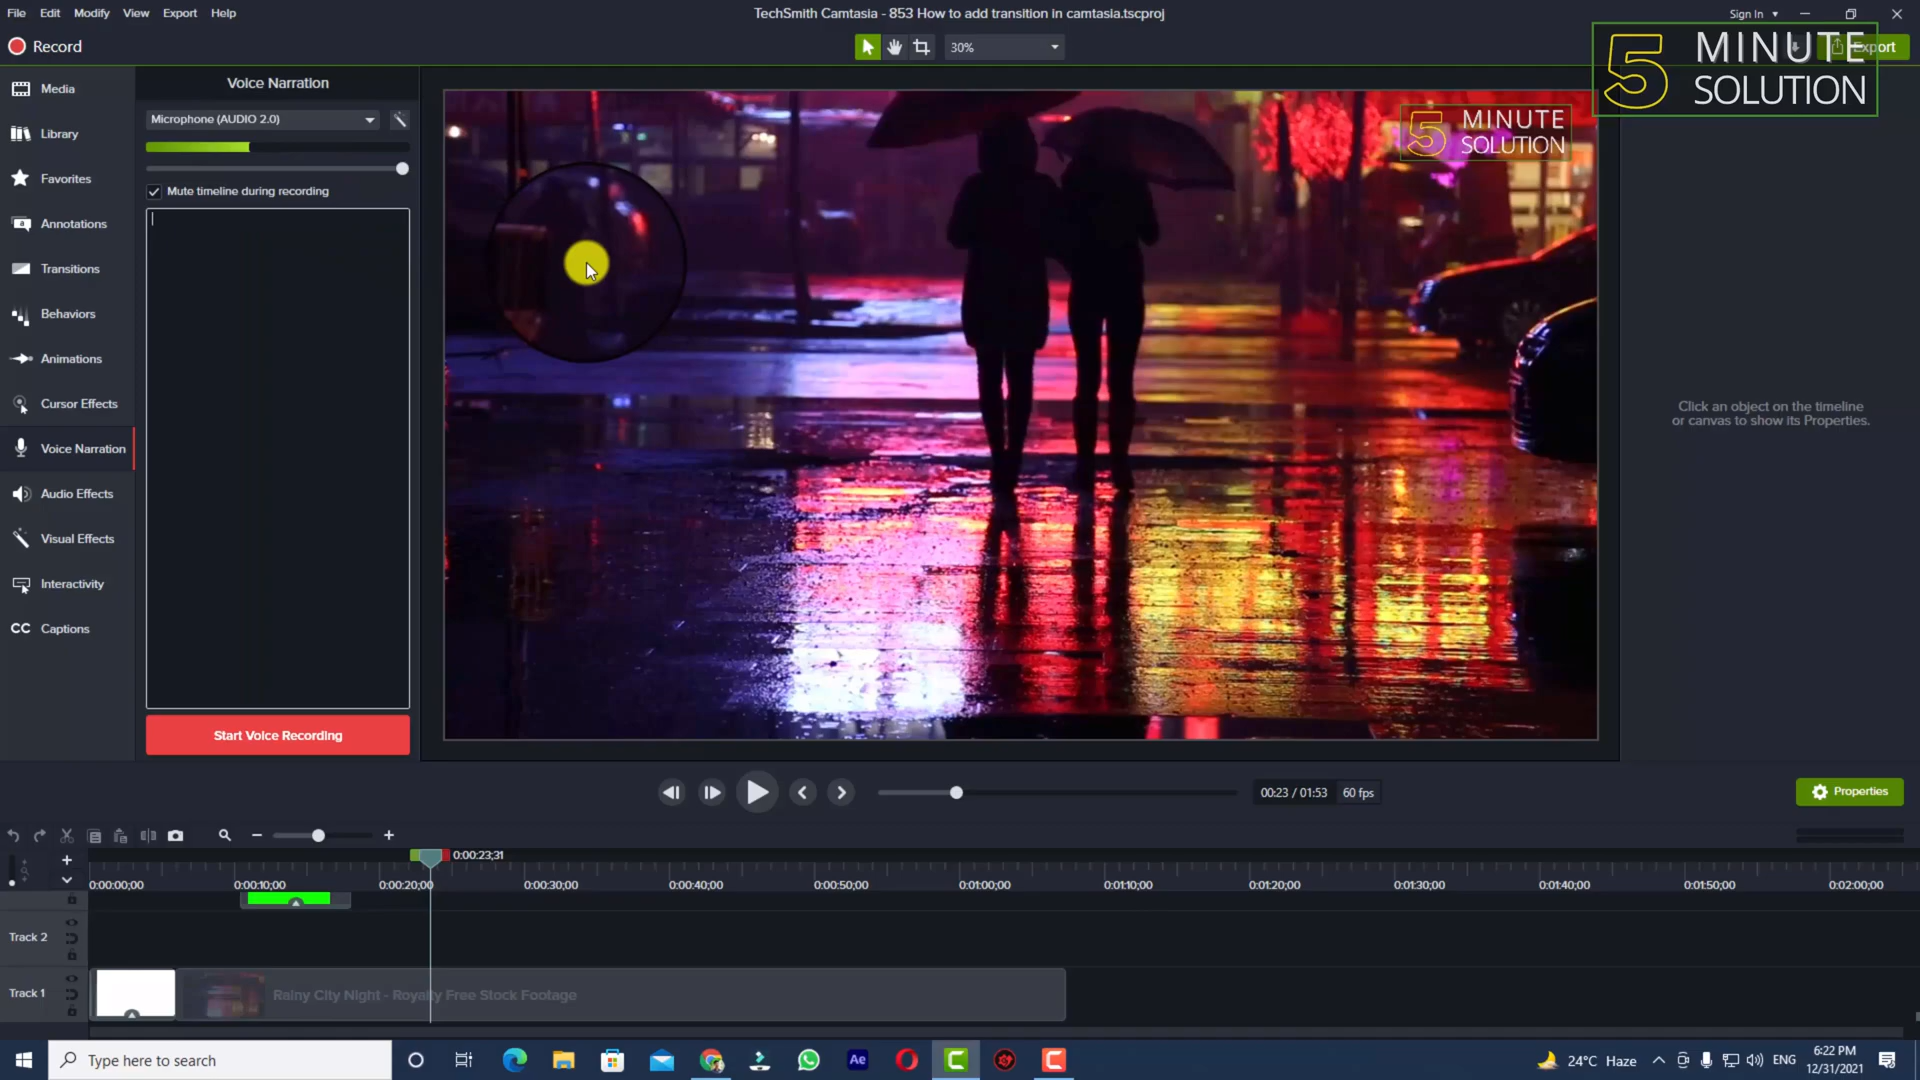 File Edit Modify View Export Help
TechSmith Camtasia - 853 How to add transition in camtasia.tscproj
Sign In
Record
30%
Export
5 MINUTE
SOLUTION
Media
Library
Favorites
Annotations
Transitions
Behaviors
Animations
Cursor Effects
Voice Narration
Audio Effects
Visual Effects
Interactivity
CC Captions
Voice Narration
Microphone (AUDIO 2.0)
Mute timeline during recording
Start Voice Recording
5 MINUTE
SOLUTION
Click an object on the timeline
or canvas to show its Properties.
00:23 / 01:53 60 fps
Properties
0:00:23;31
0:00:00;00 0:00:10;00 0:00:20;00 0:00:30;00 0:00:40;00 0:00:50;00 0:01:00;00 0:01:10;00 0:01:20;00 0:01:30;00 0:01:40;00 0:01:50;00 0:02:00;00
Track 2
Track 1
Rainy City Night - Royalty Free Stock Footage
Type here to search
Ae
24°C Haze
ENG
6:22 PM
12/31/2021